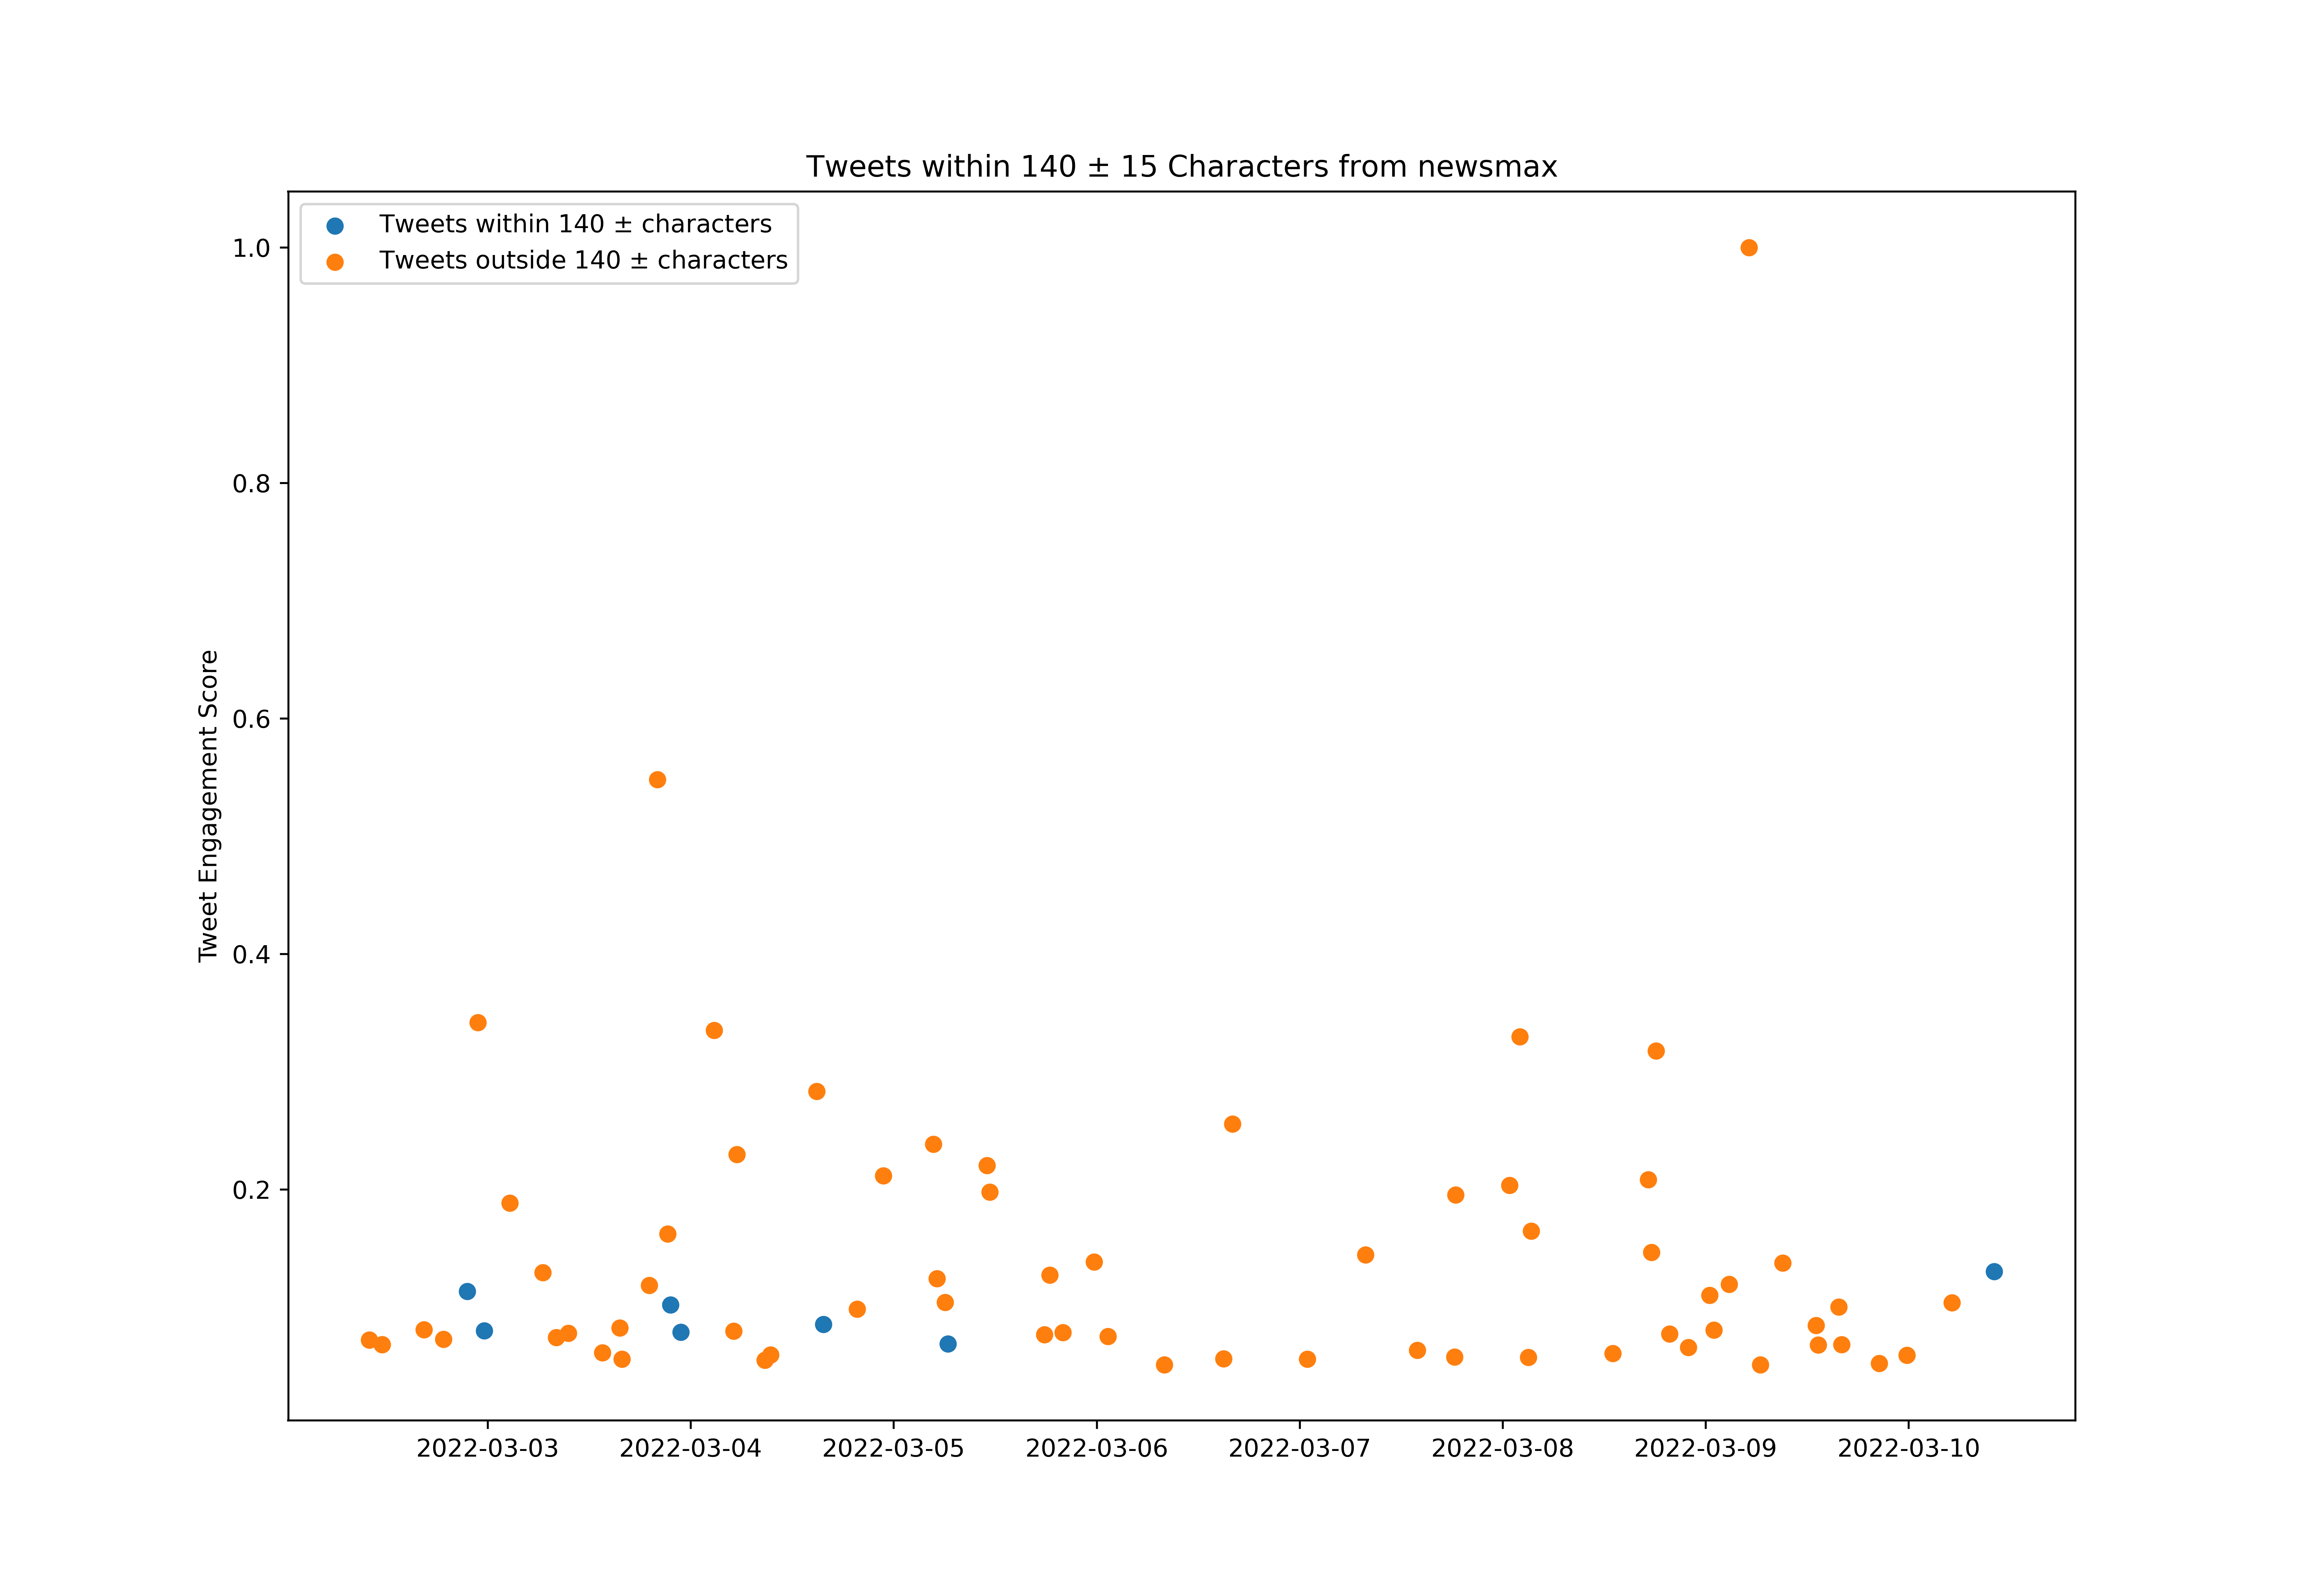 Tweets within 140 ± 15 Characters from newsmax
Tweets within 140 ± characters
Tweets outside 140 ± characters
1.0
0.8
0.6
0.4
0.2
Tweet Engagement Score
2022-03-03 2022-03-04 2022-03-05 2022-03-06 2022-03-07 2022-03-08 2022-03-09 2022-03-10